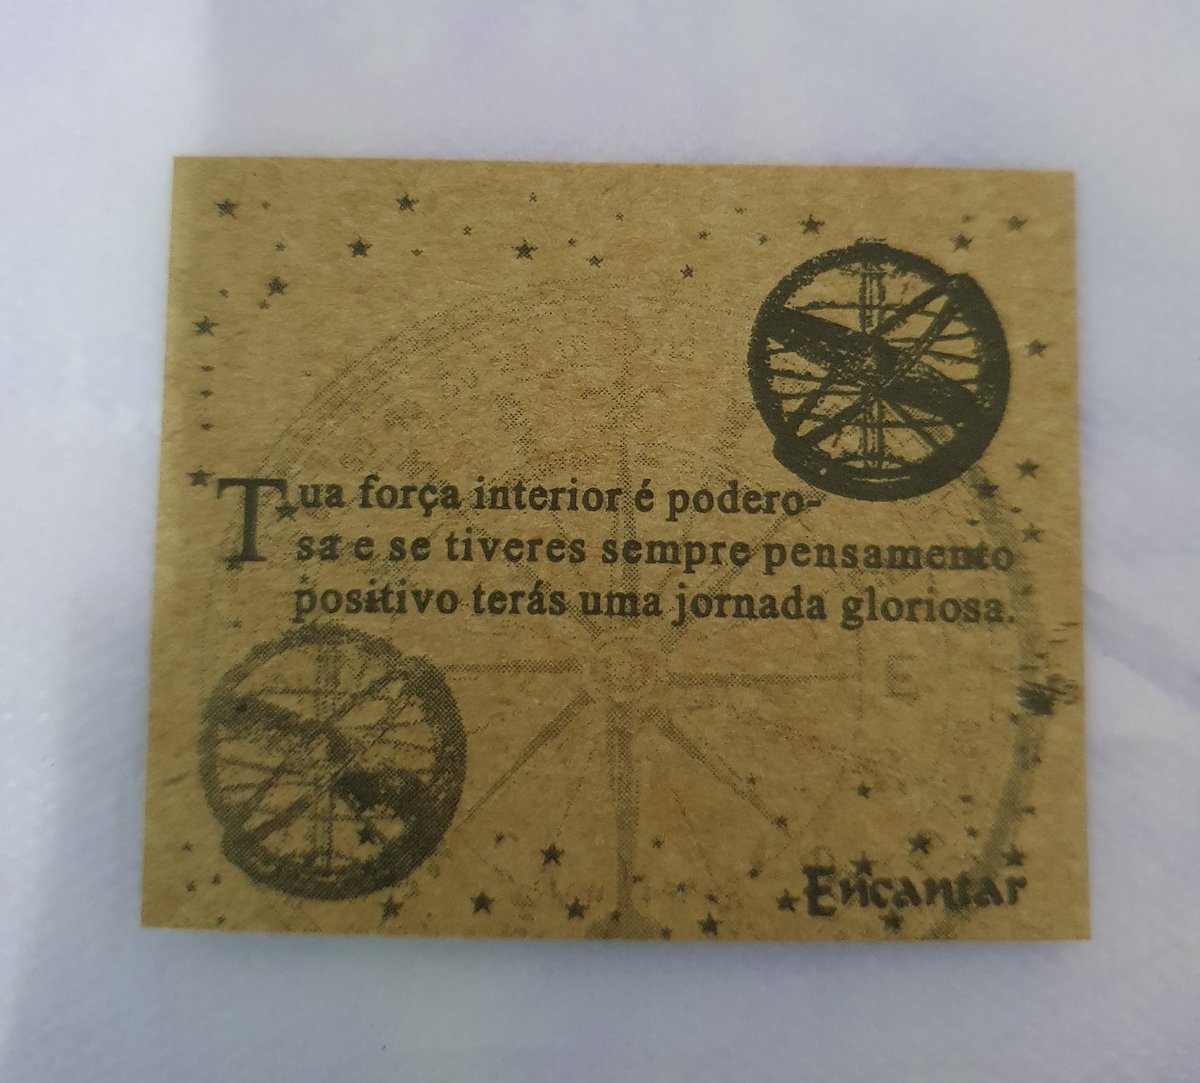 Tua força interior é podero-
sa e se tiveres sempre pensamento
positivo terás uma jornada gloriosa.
E
Encantar